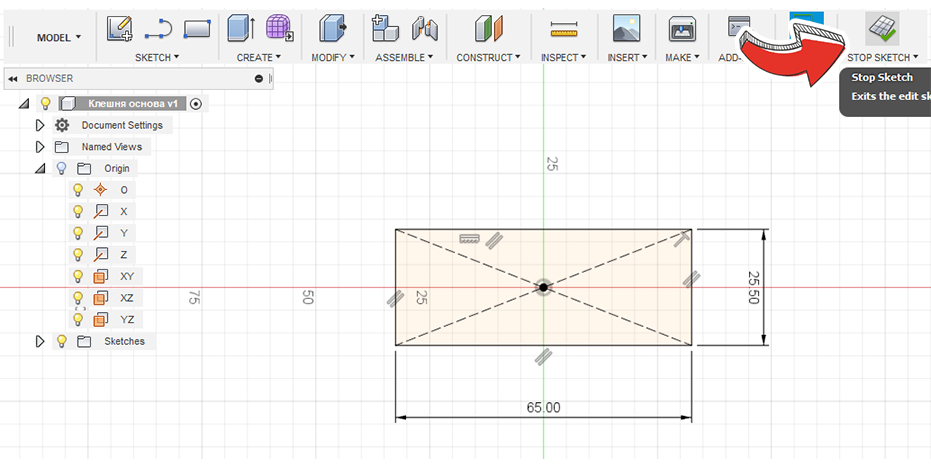 MODEL
SKETCH
CREATE
MODIFY
ASSEMBLE
CONSTRUCT
INSPECT
INSERT
MAKE
ADD-
STOP SKETCH
BROWSER
Stop Sketch
Exits the edit sk
Клешня основа v1
Document Settings
Named Views
Origin
O
X
Y
Z
XY
XZ
YZ
Sketches
25
75
50
25
25.50
65.00